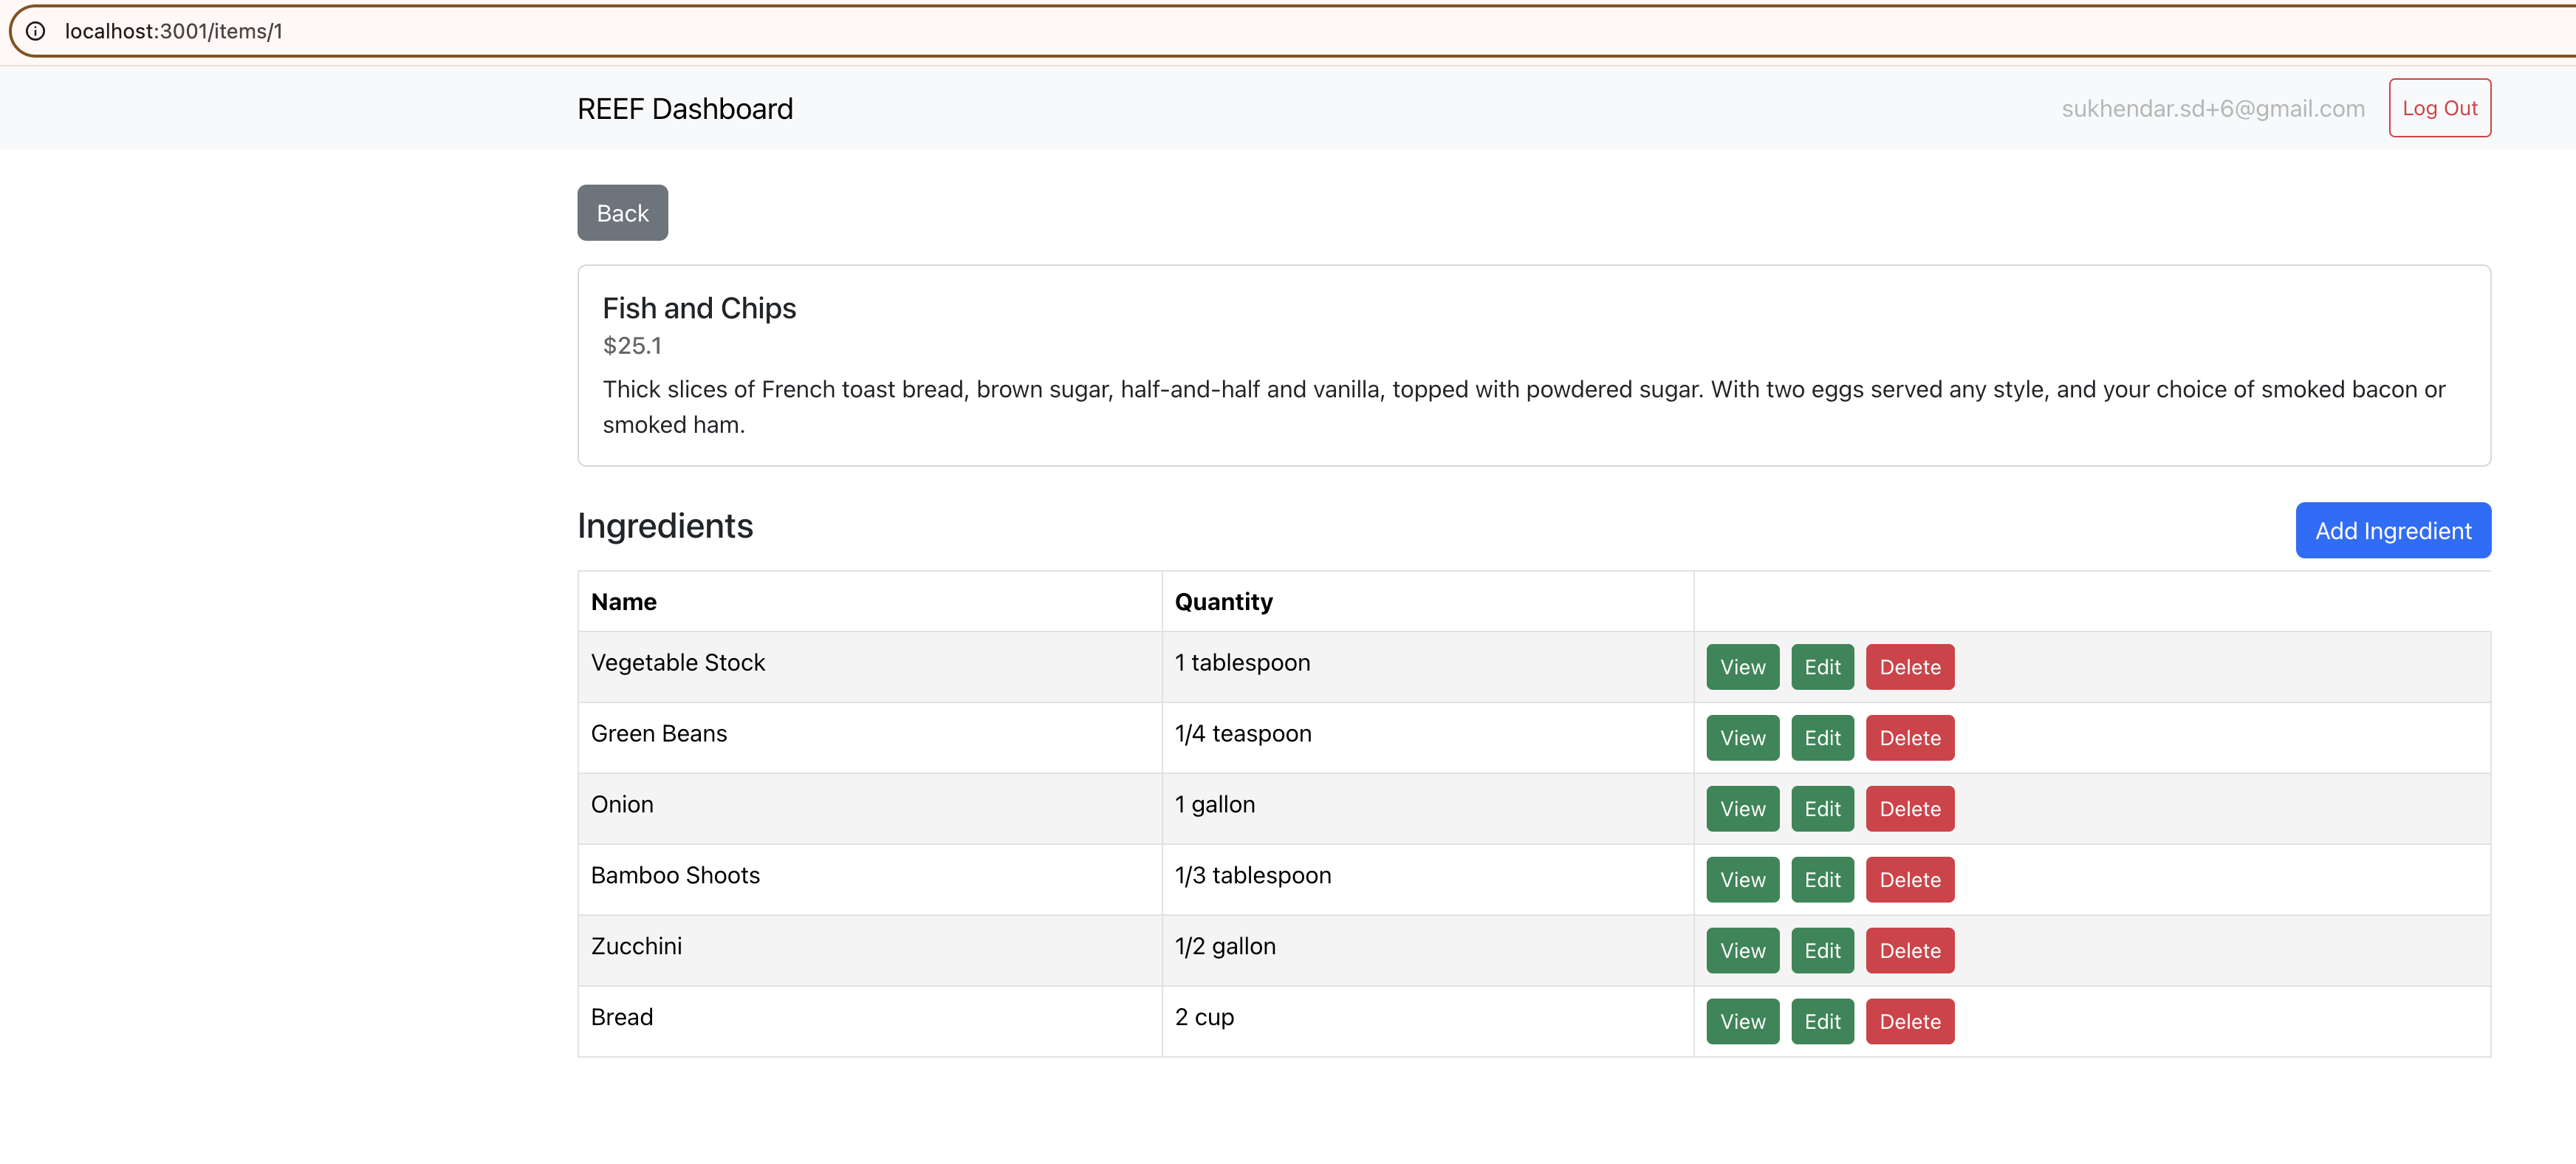 localhost:3001/items/1
REEF Dashboard
sukhendar.sd+6@gmail.com
Log Out
Back
Fish and Chips
$25.1
Thick slices of French toast bread, brown sugar, half-and-half and vanilla, topped with powdered sugar. With two eggs served any style, and your choice of smoked bacon or
smoked ham.
Ingredients
Add Ingredient
Name Quantity
Vegetable Stock 1 tablespoon View Edit Delete
Green Beans 1/4 teaspoon View Edit Delete
Onion 1 gallon View Edit Delete
Bamboo Shoots 1/3 tablespoon View Edit Delete
Zucchini 1/2 gallon View Edit Delete
Bread 2 cup View Edit Delete